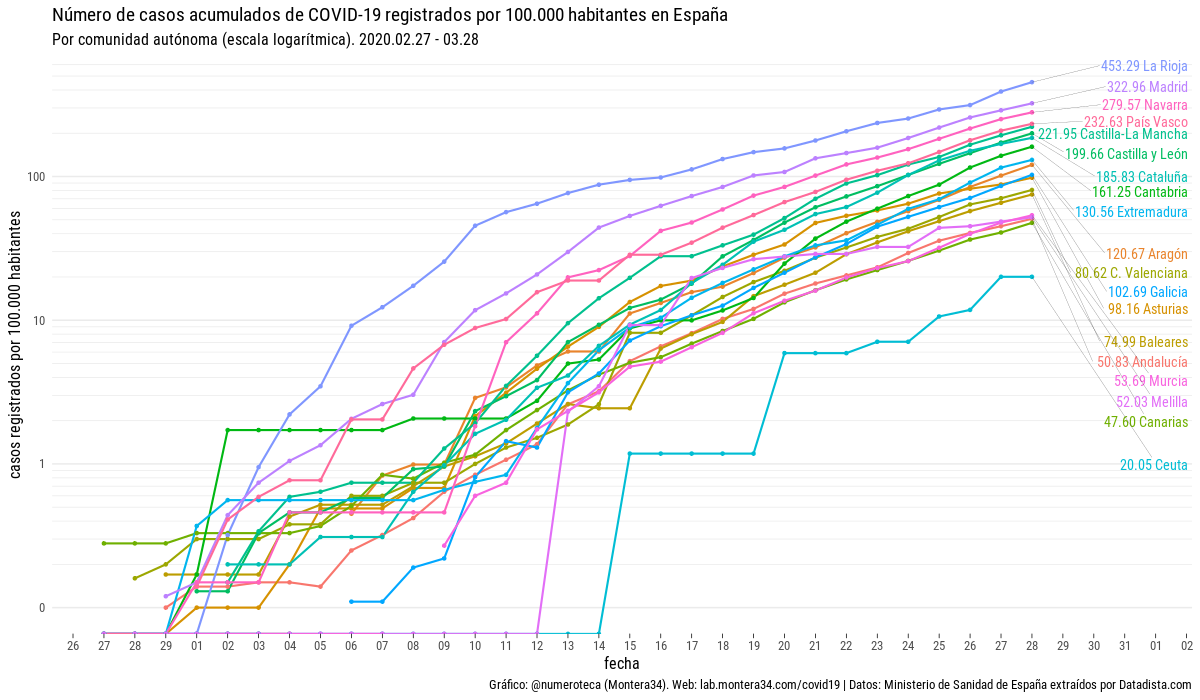 Número de casos acumulados de COVID-19 registrados por 100.000 habitantes en España
Por comunidad autónoma (escala logarítmica). 2020.02.27 - 03.28
casos registrados por 100.000 habitantes
100
10
1
0
453.29 La Rioja
322.96 Madrid
279.57 Navarra
232.63 País Vasco
221.95 Castilla-La Mancha
199.66 Castilla y León
185.83 Cataluña
161.25 Cantabria
130.56 Extremadura
120.67 Aragón
80.62 C. Valenciana
102.69 Galicia
98.16 Asturias
74.99 Baleares
50.83 Andalucía
53.69 Murcia
52.03 Melilla
47.60 Canarias
20.05 Ceuta
26 27 28 29 01 02 03 04 05 06 07 08 09 10 11 12 13 14 15 16 17 18 19 20 21 22 23 24 25 26 27 28 29 30 31 01 02
fecha
Gráfico: @numeroteca (Montera34). Web: lab.montera34.com/covid19 | Datos: Ministerio de Sanidad de España extraídos por Datadista.com